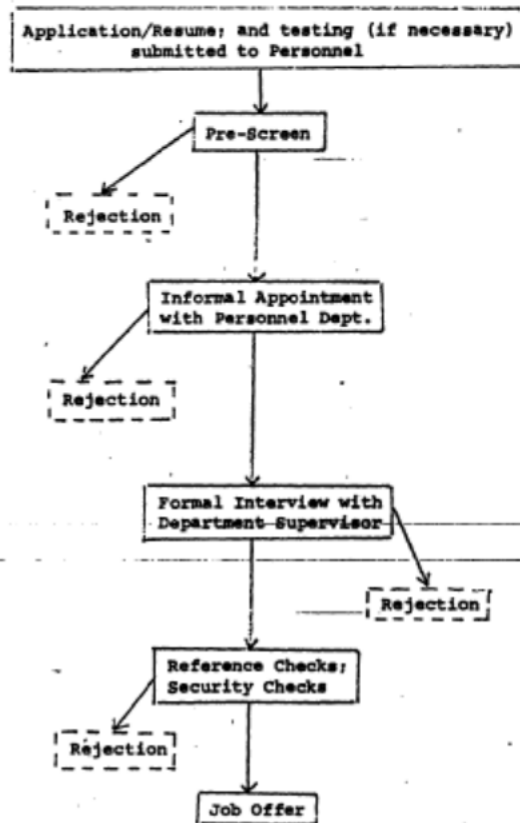 Application/Resume; and testing (if necessary)
submitted to Personnel
Pre-Screen
Rejection
Informal Appointment
with Personnel Dept.
Rejection
Formal Interview with
Department Supervisor
Rejection
Reference Checks;
Security Checks
Rejection
Job Offer